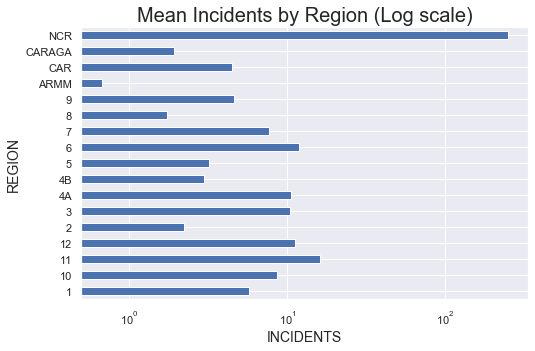 Mean Incidents by Region (Log scale)
NCR
CARAGA
CAR
ARMM
9
8
7
6
5
4B
4A
3
2
12
11
10
1
REGION
10⁰ 10¹ 10²
INCIDENTS